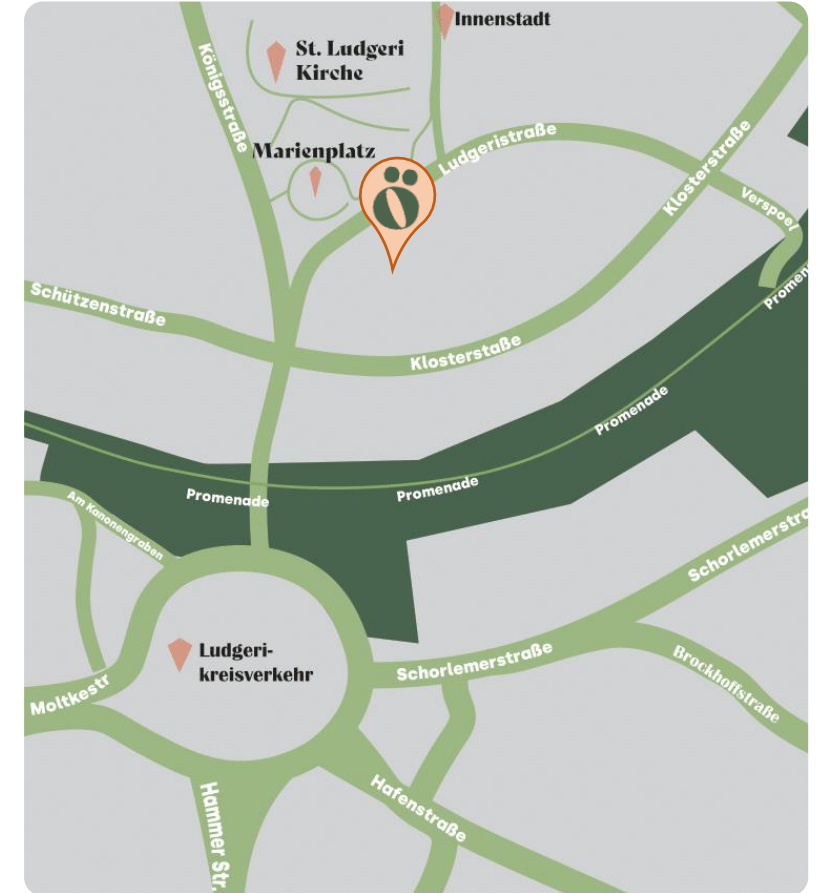 Innenstadt
St. Ludgeri
Kirche
Königsstraße
Marienplatz
Ludgeristraße
Klosterstraße
Verspoel
Schützenstraße
Klosterstaße
Promen
Promenade
Promenade
Promenade
Am Kanonengraben
Schorlemerstra
Ludgeri-
kreisverkehr
Schorlemerstraße
Brockhoffstraße
Moltkestr
Hafenstraße
Hammer Str.